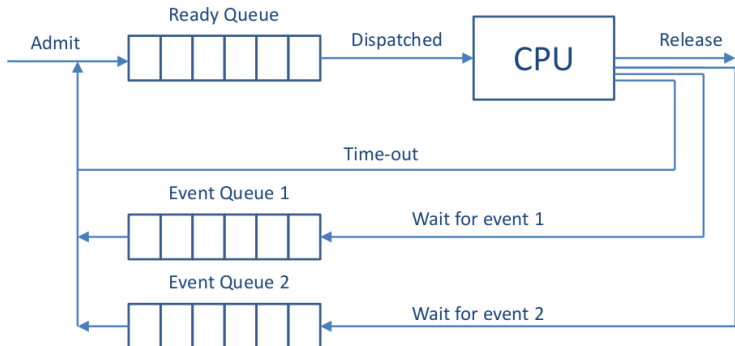 Ready Queue
Admit
Dispatched
CPU
Release
Time-out
Event Queue 1
Wait for event 1
Event Queue 2
Wait for event 2